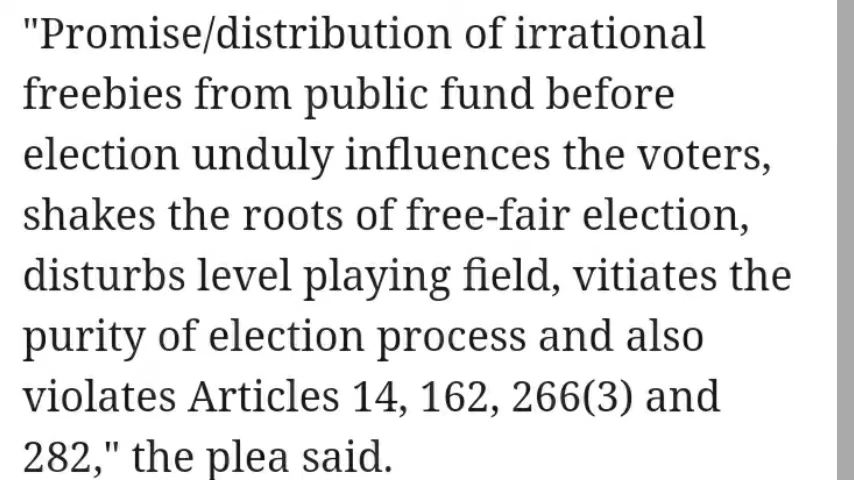 "Promise/distribution of irrational
freebies from public fund before
election unduly influences the voters,
shakes the roots of free-fair election,
disturbs level playing field, vitiates the
purity of election process and also
violates Articles 14, 162, 266(3) and
282," the plea said.